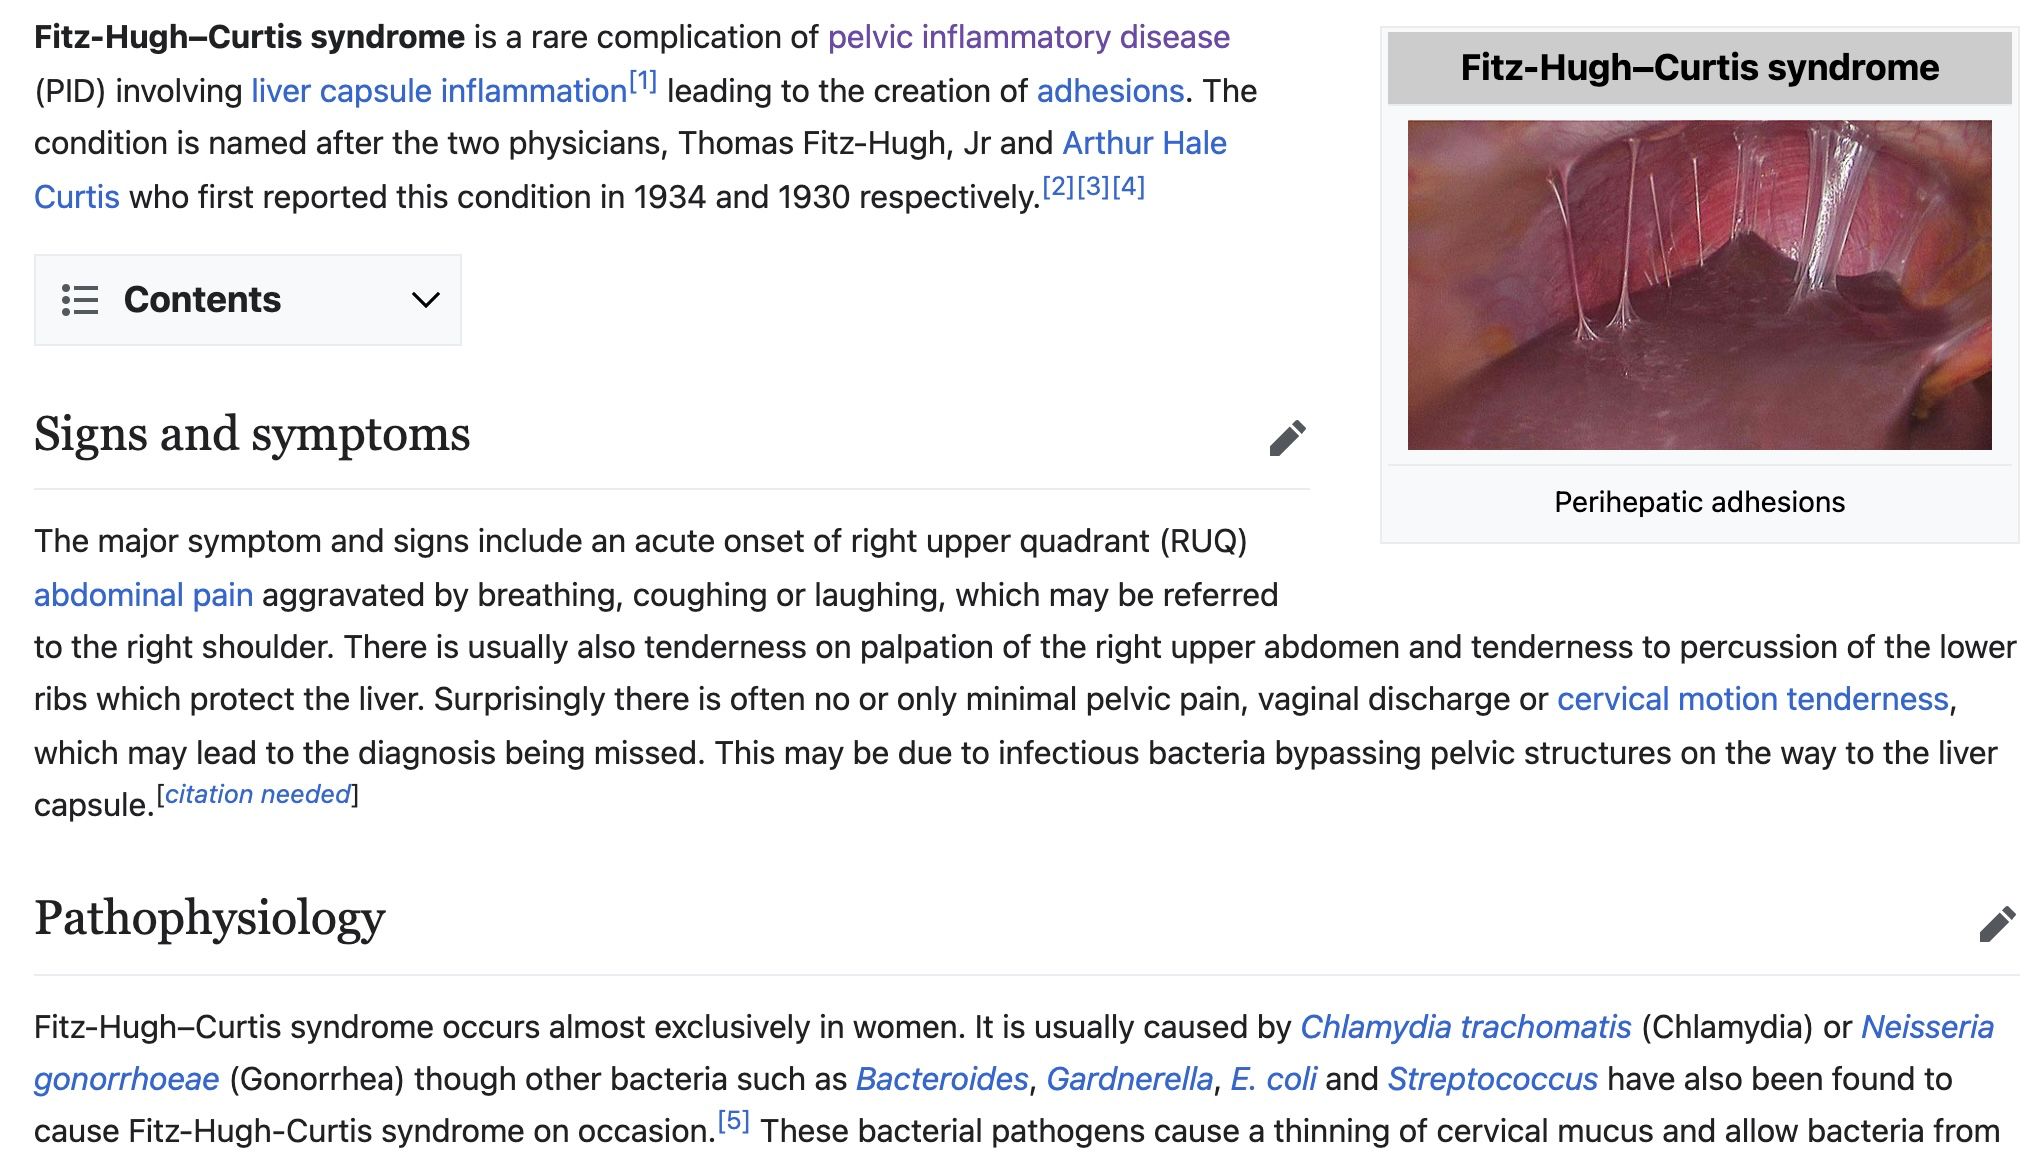 Fitz-Hugh–Curtis syndrome is a rare complication of pelvic inflammatory disease
(PID) involving liver capsule inflammation[1] leading to the creation of adhesions. The
condition is named after the two physicians, Thomas Fitz-Hugh, Jr and Arthur Hale
Curtis who first reported this condition in 1934 and 1930 respectively.[2][3][4]
Fitz-Hugh–Curtis syndrome
Perihepatic adhesions
Contents
Signs and symptoms
The major symptom and signs include an acute onset of right upper quadrant (RUQ)
abdominal pain aggravated by breathing, coughing or laughing, which may be referred
to the right shoulder. There is usually also tenderness on palpation of the right upper abdomen and tenderness to percussion of the lower
ribs which protect the liver. Surprisingly there is often no or only minimal pelvic pain, vaginal discharge or cervical motion tenderness,
which may lead to the diagnosis being missed. This may be due to infectious bacteria bypassing pelvic structures on the way to the liver
capsule.[citation needed]
Pathophysiology
Fitz-Hugh–Curtis syndrome occurs almost exclusively in women. It is usually caused by Chlamydia trachomatis (Chlamydia) or Neisseria
gonorrhoeae (Gonorrhea) though other bacteria such as Bacteroides, Gardnerella, E. coli and Streptococcus have also been found to
cause Fitz-Hugh-Curtis syndrome on occasion.[5] These bacterial pathogens cause a thinning of cervical mucus and allow bacteria from